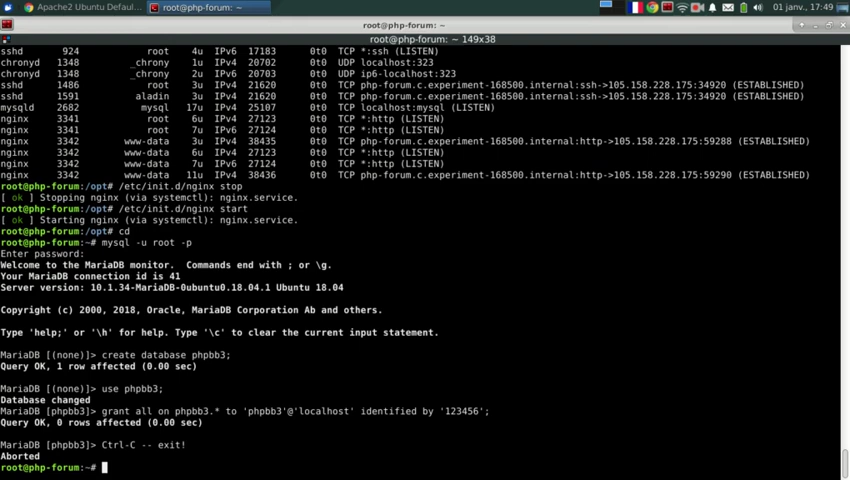 Apache2 Ubuntu Defaul...
root@php-forum: ~
01 janv., 17:49
root@php-forum: ~
root@php-forum: ~ 149x38
sshd 924 root 4u IPv6 17183 0t0 TCP *:ssh (LISTEN)
chronyd 1348 _chrony 1u IPv4 20702 0t0 UDP localhost:323
chronyd 1348 _chrony 2u IPv6 20703 0t0 UDP ip6-localhost:323
sshd 1486 root 3u IPv4 21620 0t0 TCP php-forum.c.experiment-168500.internal:ssh->105.158.228.175:34920 (ESTABLISHED)
sshd 1591 aladin 3u IPv4 21620 0t0 TCP php-forum.c.experiment-168500.internal:ssh->105.158.228.175:34920 (ESTABLISHED)
mysqld 2682 mysql 17u IPv4 25107 0t0 TCP localhost:mysql (LISTEN)
nginx 3341 root 6u IPv4 27123 0t0 TCP *:http (LISTEN)
nginx 3341 root 7u IPv6 27124 0t0 TCP *:http (LISTEN)
nginx 3342 www-data 3u IPv4 38435 0t0 TCP php-forum.c.experiment-168500.internal:http->105.158.228.175:59288 (ESTABLISHED)
nginx 3342 www-data 6u IPv4 27123 0t0 TCP *:http (LISTEN)
nginx 3342 www-data 7u IPv6 27124 0t0 TCP *:http (LISTEN)
nginx 3342 www-data 11u IPv4 38436 0t0 TCP php-forum.c.experiment-168500.internal:http->105.158.228.175:59290 (ESTABLISHED)
root@php-forum:/opt# /etc/init.d/nginx stop
[ ok ] Stopping nginx (via systemctl): nginx.service.
root@php-forum:/opt# /etc/init.d/nginx start
[ ok ] Starting nginx (via systemctl): nginx.service.
root@php-forum:/opt# cd
root@php-forum:~# mysql -u root -p
Enter password:
Welcome to the MariaDB monitor.  Commands end with ; or \g.
Your MariaDB connection id is 41
Server version: 10.1.34-MariaDB-0ubuntu0.18.04.1 Ubuntu 18.04
Copyright (c) 2000, 2018, Oracle, MariaDB Corporation Ab and others.
Type 'help;' or '\h' for help. Type '\c' to clear the current input statement.
MariaDB [(none)]> create database phpbb3;
Query OK, 1 row affected (0.00 sec)
MariaDB [(none)]> use phpbb3;
Database changed
MariaDB [phpbb3]> grant all on phpbb3.* to 'phpbb3'@'localhost' identified by '123456';
Query OK, 0 rows affected (0.00 sec)
MariaDB [phpbb3]> Ctrl-C -- exit!
Aborted
root@php-forum:~#